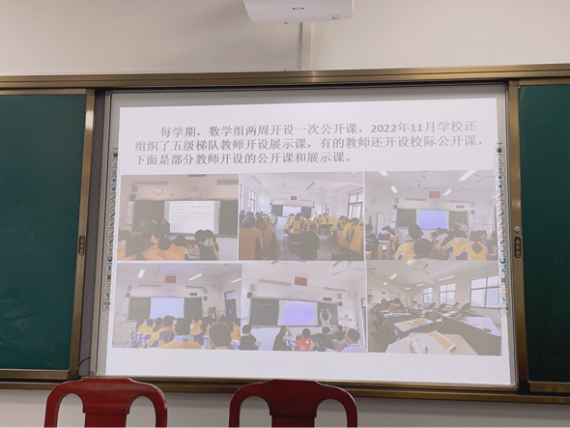 每学期，数学组两周开设一次公开课，2022年11月学校还
组织了五级梯队教师开设展示课，有的教师还开设校际公开课，
下面是部分教师开设的公开课和展示课。